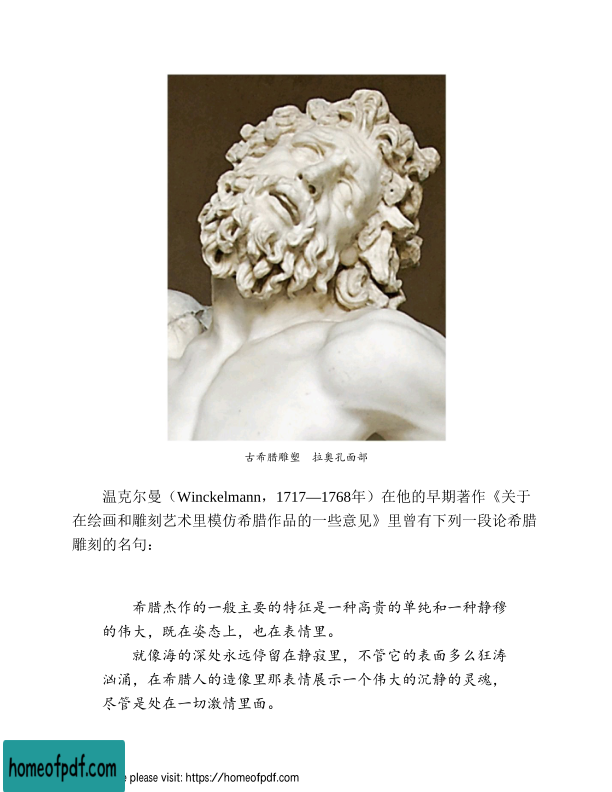 古希腊雕塑　拉奥孔面部
温克尔曼（Winckelmann，1717—1768年）在他的早期著作《关于
在绘画和雕刻艺术里模仿希腊作品的一些意见》里曾有下列一段论希腊
雕刻的名句：
希腊杰作的一般主要的特征是一种高贵的单纯和一种静穆
的伟大，既在姿态上，也在表情里。
就像海的深处永远停留在静寂里，不管它的表面多么狂涛
汹涌，在希腊人的造像里那表情展示一个伟大的沉静的灵魂，
尽管是处在一切激情里面。
homeofpdf.com
please visit: https://homeofpdf.com